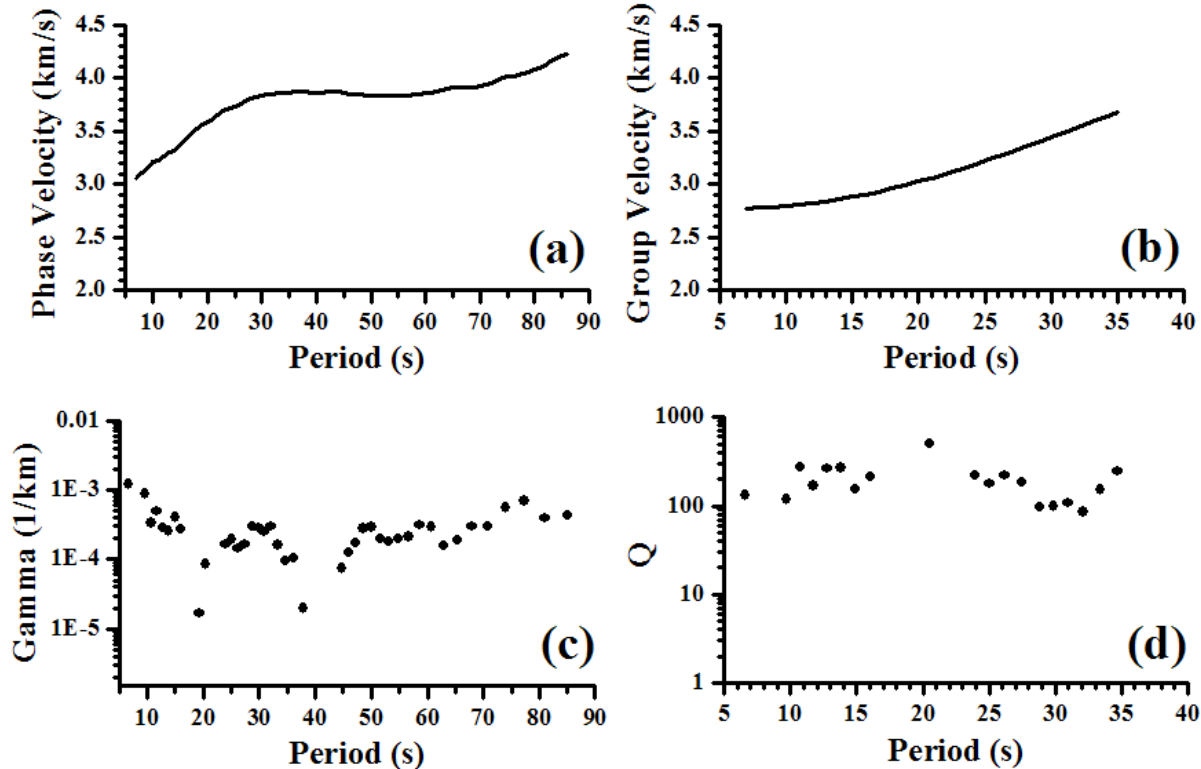 4.5
4.0
3.5
3.0
2.5
2.0
Phase Velocity (km/s)
(a)
10 20 30 40 50 60 70 80 90
Period (s)
4.5
4.0
3.5
3.0
2.5
2.0
Group Velocity (km/s)
(b)
5 10 15 20 25 30 35 40
Period (s)
0.01
1E-3
1E-4
1E-5
Gamma (1/km)
(c)
10 20 30 40 50 60 70 80 90
Period (s)
1000
100
10
1
Q
(d)
5 10 15 20 25 30 35 40
Period (s)